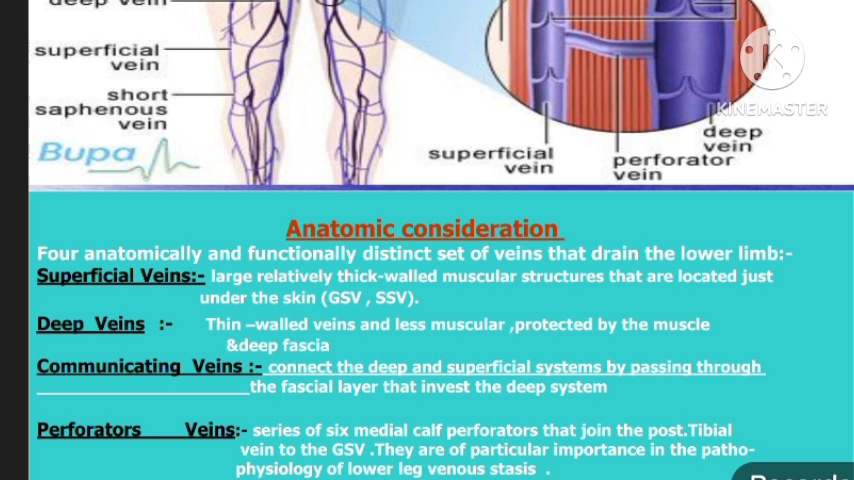 deep vein
superficial
vein
short
saphenous
vein
Bupa
KINEMASTER
superficial
vein
perforator
vein
deep
vein
Anatomic consideration
Four anatomically and functionally distinct set of veins that drain the lower limb:-
Superficial Veins:- large relatively thick-walled muscular structures that are located just
under the skin (GSV , SSV).
Deep Veins :- Thin –walled veins and less muscular ,protected by the muscle
&deep fascia
Communicating Veins :- connect the deep and superficial systems by passing through
the fascial layer that invest the deep system
Perforators Veins:- series of six medial calf perforators that join the post.Tibial
vein to the GSV .They are of particular importance in the patho-
physiology of lower leg venous stasis .